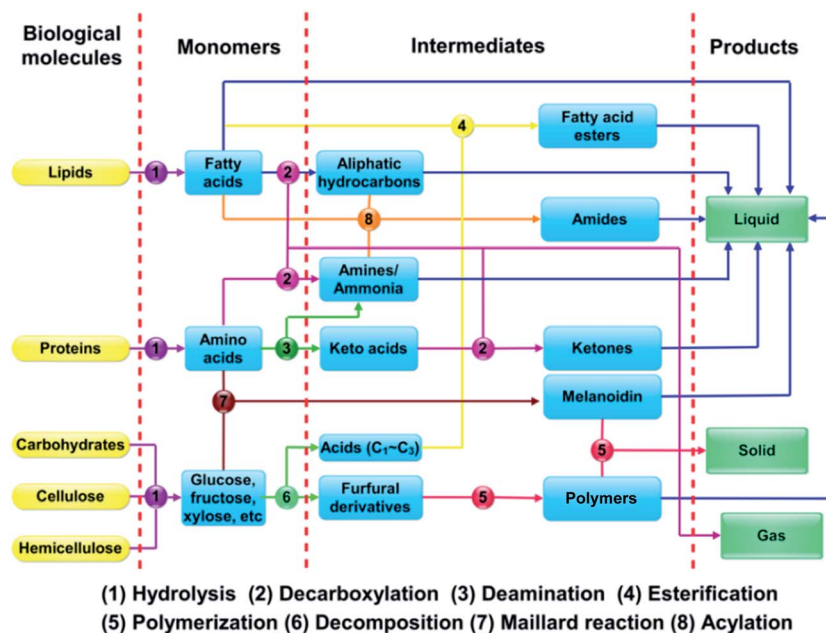 Biological
molecules
Monomers
Intermediates
Products
4
Fatty acid
esters
Lipids
1
Fatty
acids
2
Aliphatic
hydrocarbons
8
Amides
Liquid
2
Amines/
Ammonia
Proteins
1
Amino
acids
3
Keto acids
2
Ketones
7
Melanoidin
Carbohydrates
Acids (C₁~C₃)
5
Solid
Cellulose
1
Glucose,
fructose,
xylose, etc
6
Furfural
derivatives
5
Polymers
Hemicellulose
Gas
(1) Hydrolysis (2) Decarboxylation (3) Deamination (4) Esterification
(5) Polymerization (6) Decomposition (7) Maillard reaction (8) Acylation